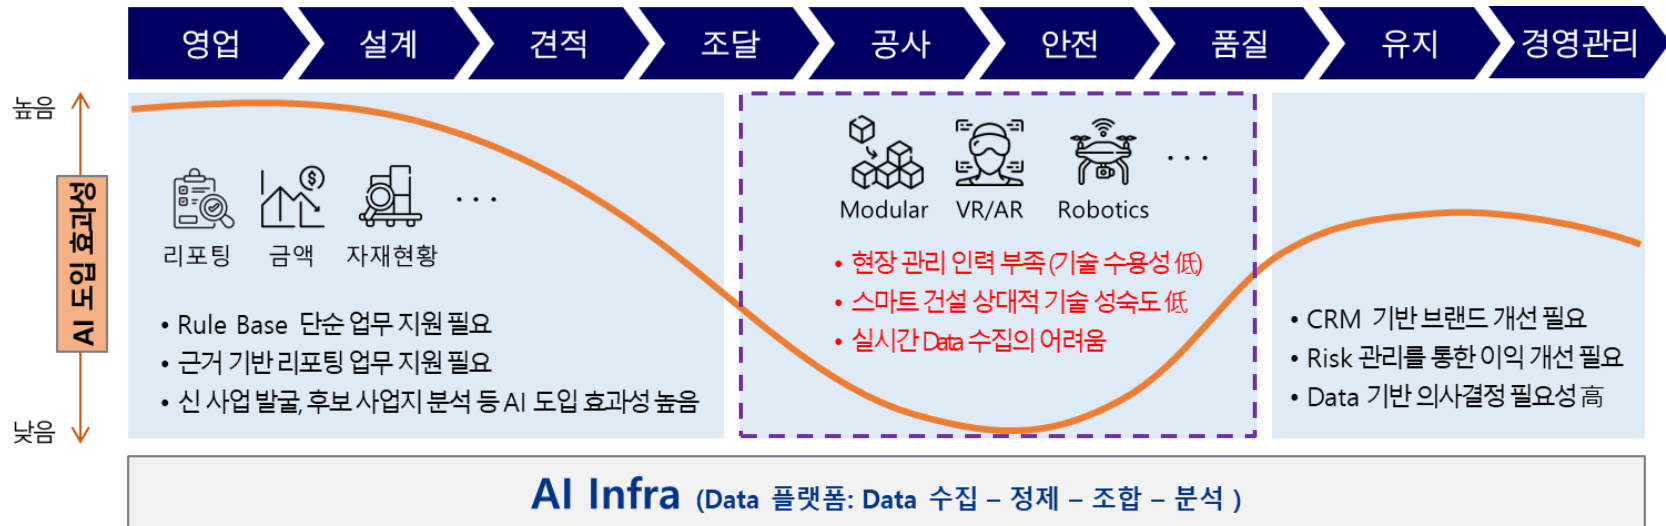 영업 설계 견적 조달 공사 안전 품질 유지 경영관리
높음
AI 도입 효과성
낮음
리포팅 금액 자재현황 ...
• Rule Base 단순 업무 지원 필요
• 근거 기반 리포팅 업무 지원 필요
• 신 사업 발굴, 후보 사업지 분석 등 AI 도입 효과성 높음
Modular VR/AR Robotics ...
• 현장 관리 인력 부족(기술 수용성 低)
• 스마트 건설 상대적 기술 성숙도 低
• 실시간 Data 수집의 어려움
• CRM 기반 브랜드 개선 필요
• Risk 관리를 통한 이익 개선 필요
• Data 기반 의사결정 필요성 高
AI Infra (Data 플랫폼: Data 수집 – 정제 – 조합 – 분석 )